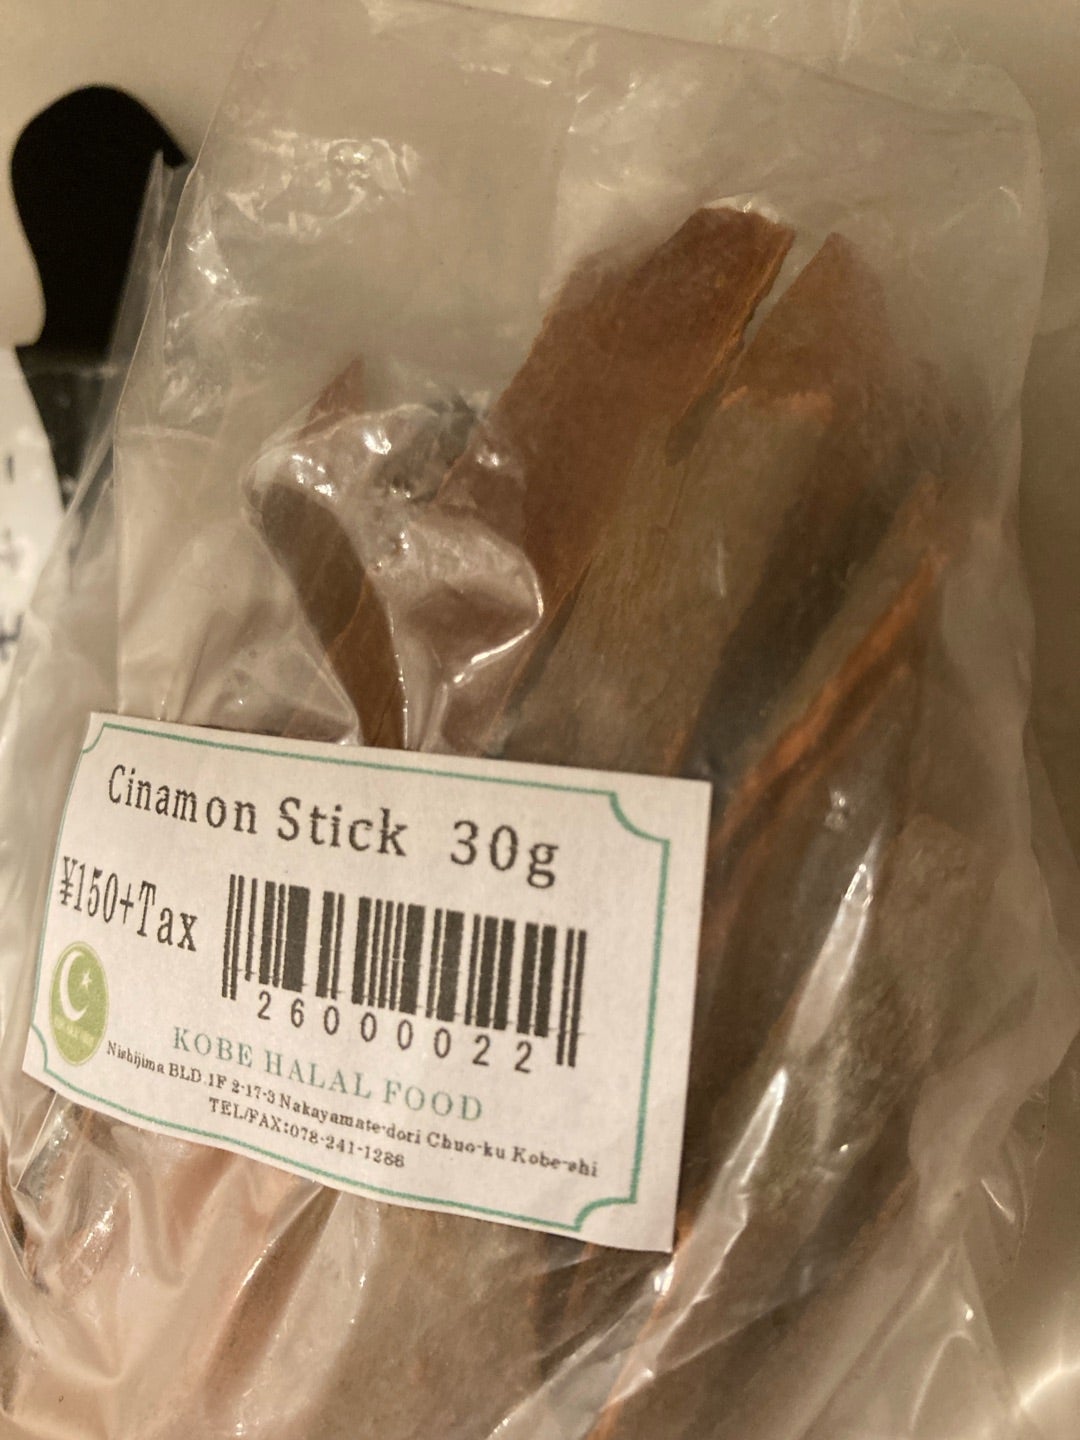 Cinamon Stick 30g
¥150+Tax
26000022
KOBE HALAL FOOD
Nishijima BLD.1F 2-17-3 Nakayamate-dori Chuo-ku Kobe-shi
TEL/FAX:078-241-1286